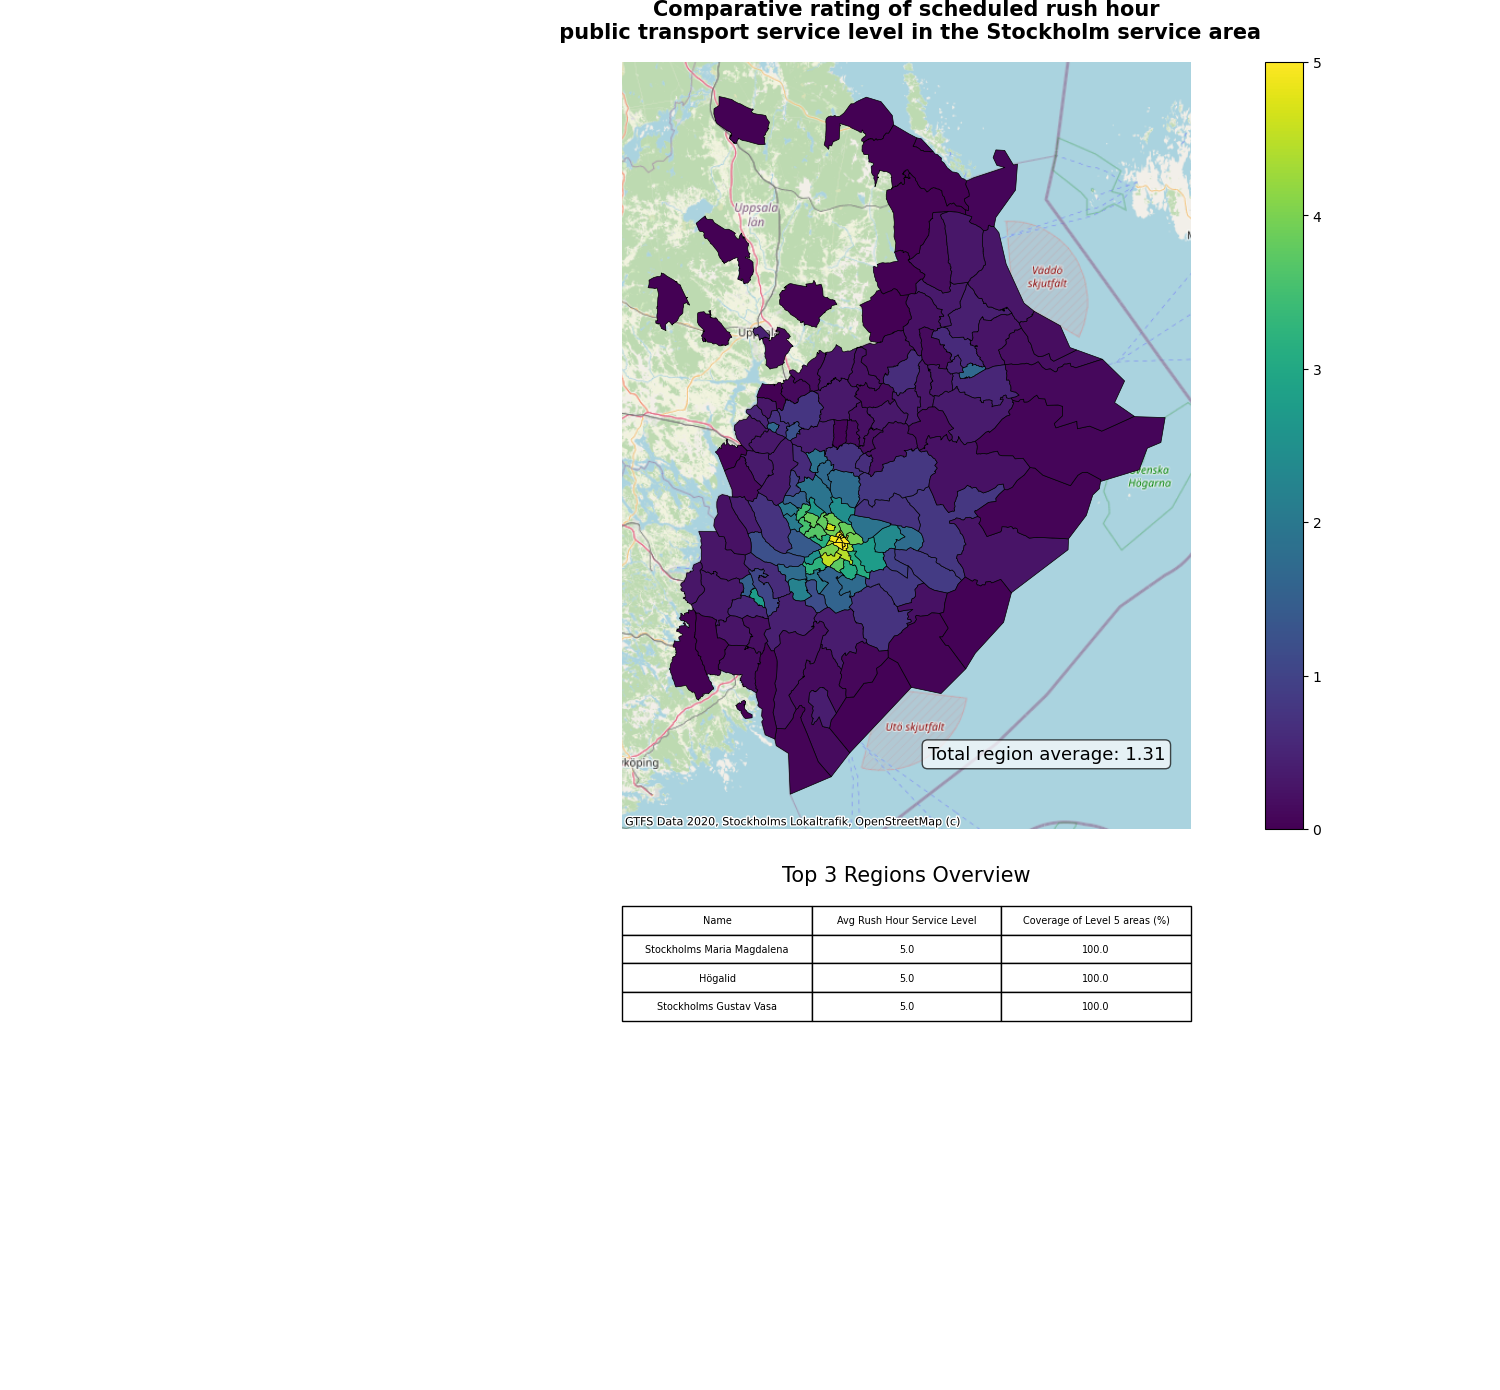 Comparative rating of scheduled rush hour
public transport service level in the Stockholm service area
5
4
3
2
1
0
Uppsala
län
Väddö
skjutfält
Högarna
Utö skjutfält
Total region average: 1.31
GTFS Data 2020, Stockholms Lokaltrafik, OpenStreetMap (c)
Top 3 Regions Overview
Name Avg Rush Hour Service Level Coverage of Level 5 areas (%)
Stockholms Maria Magdalena 5.0 100.0
Högalid 5.0 100.0
Stockholms Gustav Vasa 5.0 100.0